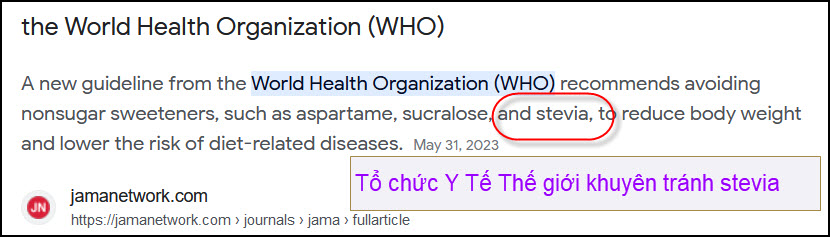 the World Health Organization (WHO)
A new guideline from the World Health Organization (WHO) recommends avoiding
nonsugar sweeteners, such as aspartame, sucralose, and stevia, to reduce body weight
and lower the risk of diet-related diseases. May 31, 2023
Tổ chức Y Tế Thế giới khuyên tránh stevia
JN
jamanetwork.com
https://jamanetwork.com › journals › jama › fullarticle